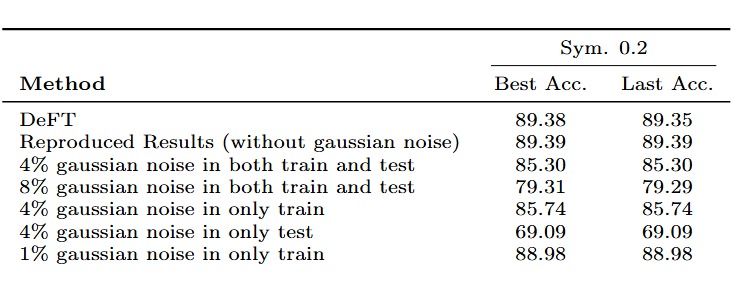 Sym. 0.2
Method Best Acc. Last Acc.
DeFT 89.38 89.35
Reproduced Results (without gaussian noise) 89.39 89.39
4% gaussian noise in both train and test 85.30 85.30
8% gaussian noise in both train and test 79.31 79.29
4% gaussian noise in only train 85.74 85.74
4% gaussian noise in only test 69.09 69.09
1% gaussian noise in only train 88.98 88.98